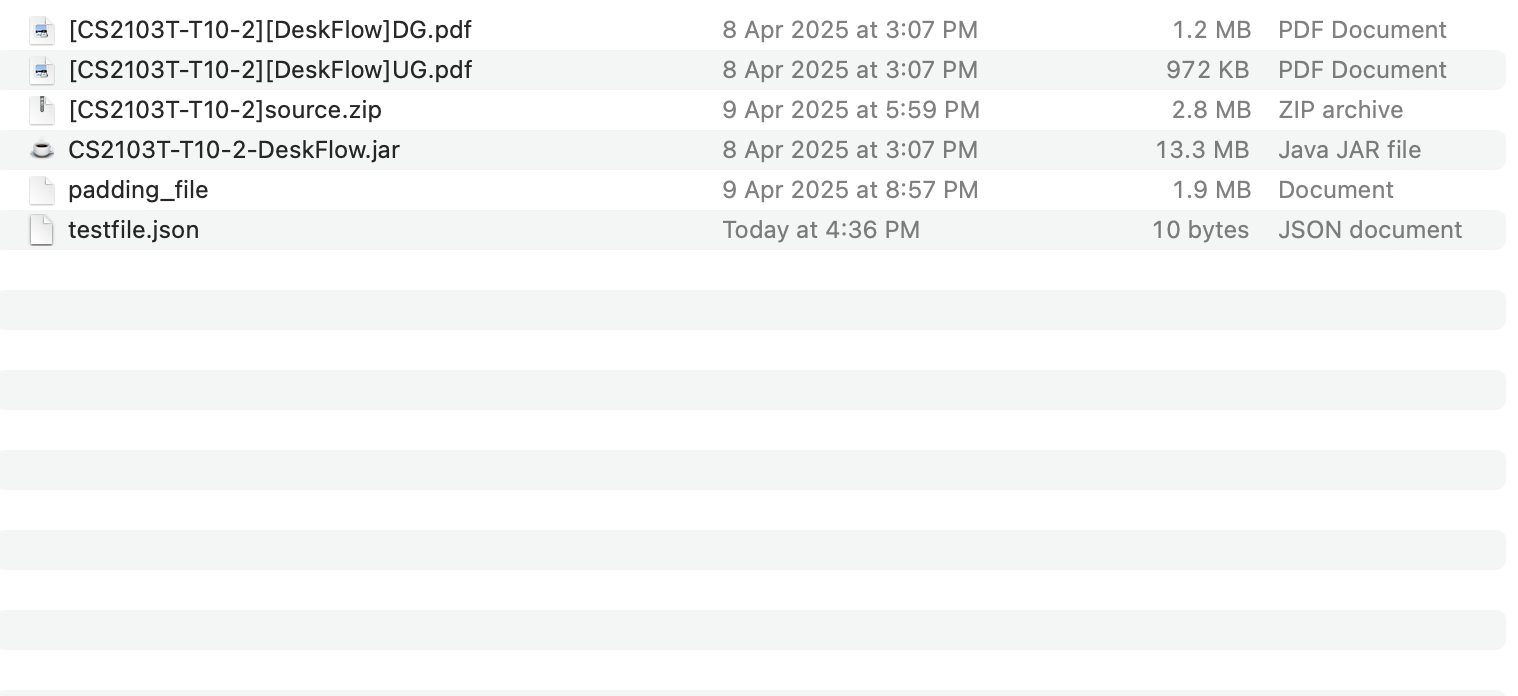 [CS2103T-T10-2][DeskFlow]DG.pdf 8 Apr 2025 at 3:07 PM 1.2 MB PDF Document
[CS2103T-T10-2][DeskFlow]UG.pdf 8 Apr 2025 at 3:07 PM 972 KB PDF Document
[CS2103T-T10-2]source.zip 9 Apr 2025 at 5:59 PM 2.8 MB ZIP archive
CS2103T-T10-2-DeskFlow.jar 8 Apr 2025 at 3:07 PM 13.3 MB Java JAR file
padding_file 9 Apr 2025 at 8:57 PM 1.9 MB Document
testfile.json Today at 4:36 PM 10 bytes JSON document